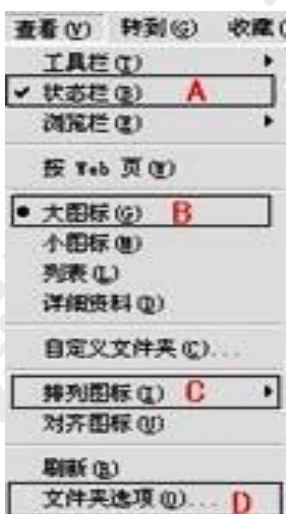 查看(V) 转到(G) 收藏(
工具栏(T)
状态栏(B) A
浏览栏(E)
按 Web 页(W)
大图标(G) B
小图标(M)
列表(L)
详细资料(D)
自定义文件夹(C)...
排列图标(I) C
对齐图标(U)
刷新(R)
文件夹选项(O)... D